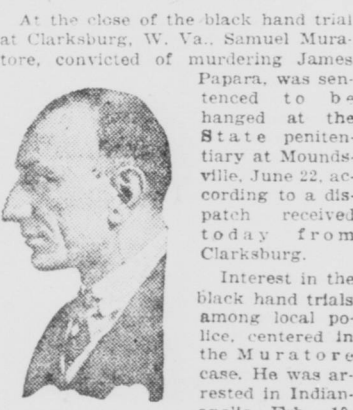 At the close of the black hand trial
at Clarksburg, W. Va., Samuel Mura-
tore, convicted of murdering James
Papara, was sen-
tenced to be
hanged at the
State peniten-
tiary at Mounds-
ville, June 22, ac-
cording to a dis-
patch received
today from
Clarksburg.
Interest in the
black hand trials
among local po-
lice, centered in
the Muratore
case. He was ar-
rested in Indian-